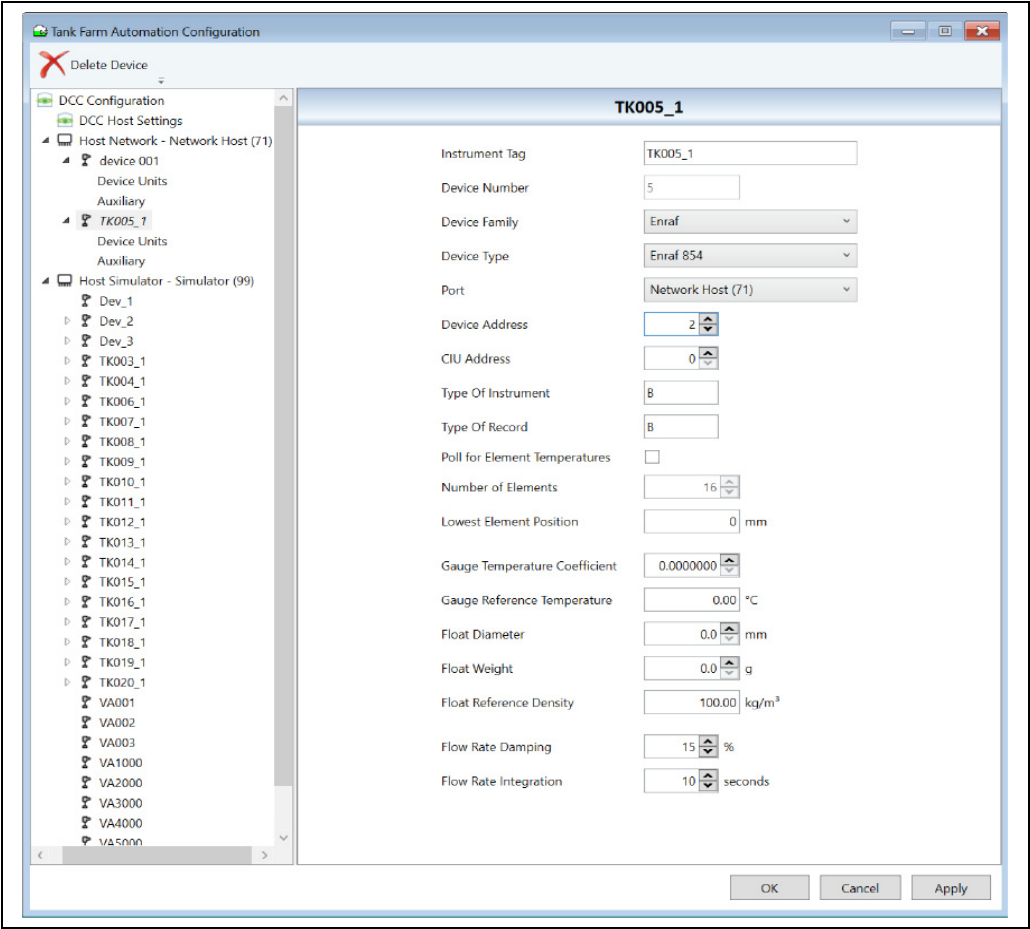 Tank Farm Automation Configuration
Delete Device
DCC Configuration
DCC Host Settings
Host Network - Network Host (71)
device 001
Device Units
Auxiliary
TK005_1
Device Units
Auxiliary
Host Simulator - Simulator (99)
Dev_1
Dev_2
Dev_3
TK003_1
TK004_1
TK006_1
TK007_1
TK008_1
TK009_1
TK010_1
TK011_1
TK012_1
TK013_1
TK014_1
TK015_1
TK016_1
TK017_1
TK018_1
TK019_1
TK020_1
VA001
VA002
VA003
VA1000
VA2000
VA3000
VA4000
VA5000
TK005_1
Instrument Tag TK005_1
Device Number 5
Device Family Enraf
Device Type Enraf 854
Port Network Host (71)
Device Address 2
CIU Address 0
Type Of Instrument B
Type Of Record B
Poll for Element Temperatures
Number of Elements 16
Lowest Element Position 0 mm
Gauge Temperature Coefficient 0.0000000
Gauge Reference Temperature 0.00 °C
Float Diameter 0.0 mm
Float Weight 0.0 g
Float Reference Density 100.00 kg/m³
Flow Rate Damping 15 %
Flow Rate Integration 10 seconds
OK Cancel Apply